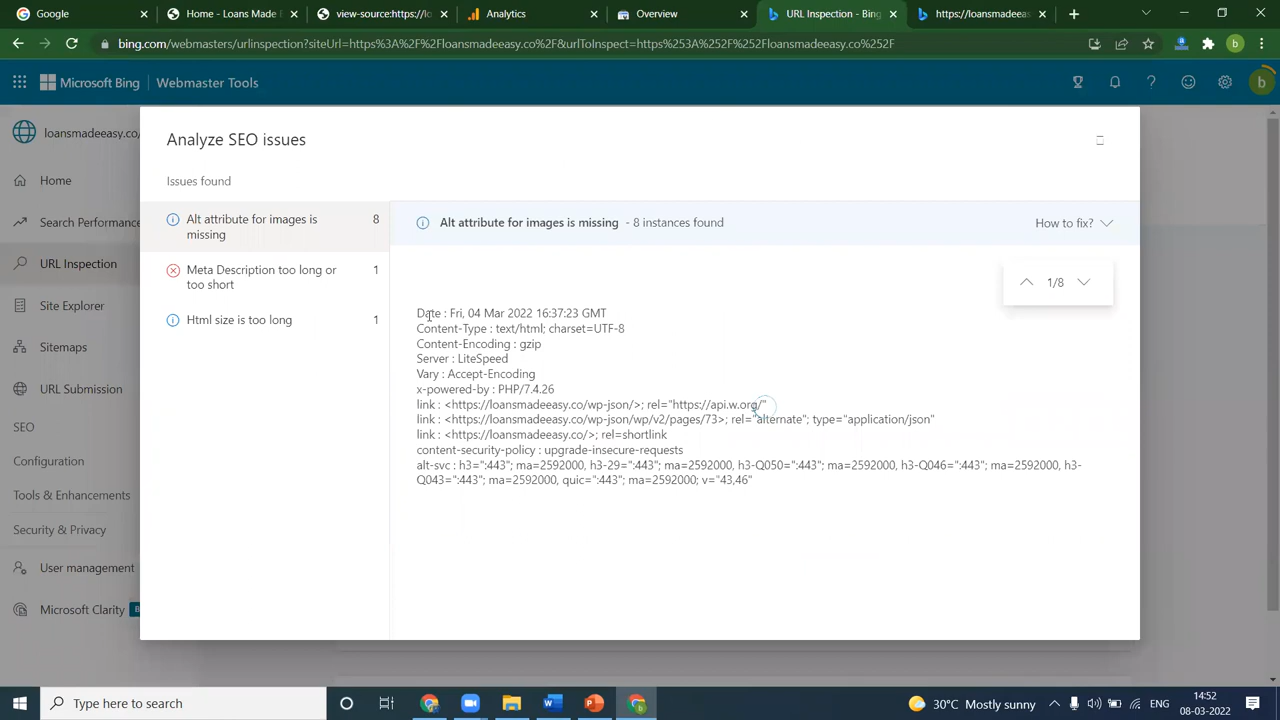 Google
Home - Loans Made Easy
view-source:https://lo
Analytics
Overview
URL Inspection - Bing
https://loansmadeeasy.c
bing.com/webmasters/urlinspection?siteUrl=https%3A%2F%2Floansmadeeasy.co%2F&urlToInspect=https%253A%252F%252Floansmadeeasy.co%252F
b
Microsoft Bing
Webmaster Tools
b
loansmadeeasy.co/
Home
Search Performance
URL Inspection
Site Explorer
Sitemaps
URL Submission
SEO
Configuration
Tools & Enhancements
Security & Privacy
User management
Microsoft Clarity
B
Analyze SEO issues
Issues found
Alt attribute for images is missing
8
Meta Description too long or too short
1
Html size is too long
1
Alt attribute for images is missing - 8 instances found
How to fix?
1/8
Date : Fri, 04 Mar 2022 16:37:23 GMT
Content-Type : text/html; charset=UTF-8
Content-Encoding : gzip
Server : LiteSpeed
Vary : Accept-Encoding
x-powered-by : PHP/7.4.26
link : <https://loansmadeeasy.co/wp-json/>; rel="https://api.w.org/"
link : <https://loansmadeeasy.co/wp-json/wp/v2/pages/73>; rel="alternate"; type="application/json"
link : <https://loansmadeeasy.co/>; rel=shortlink
content-security-policy : upgrade-insecure-requests
alt-svc : h3=":443"; ma=2592000, h3-29=":443"; ma=2592000, h3-Q050=":443"; ma=2592000, h3-Q046=":443"; ma=2592000, h3-
Q043=":443"; ma=2592000, quic=":443"; ma=2592000; v="43,46"
Type here to search
30°C Mostly sunny
ENG
14:52
08-03-2022